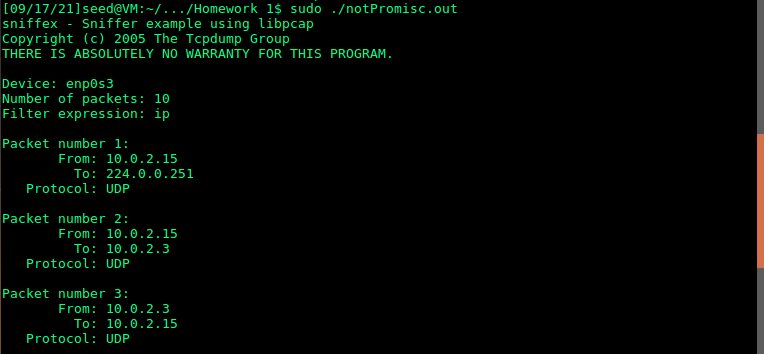 [09/17/21]seed@VM:~/.../Homework 1$ sudo ./notPromisc.out
sniffex - Sniffer example using libpcap
Copyright (c) 2005 The Tcpdump Group
THERE IS ABSOLUTELY NO WARRANTY FOR THIS PROGRAM.

Device: enp0s3
Number of packets: 10
Filter expression: ip

Packet number 1:
       From: 10.0.2.15
         To: 224.0.0.251
   Protocol: UDP

Packet number 2:
       From: 10.0.2.15
         To: 10.0.2.3
   Protocol: UDP

Packet number 3:
       From: 10.0.2.3
         To: 10.0.2.15
   Protocol: UDP